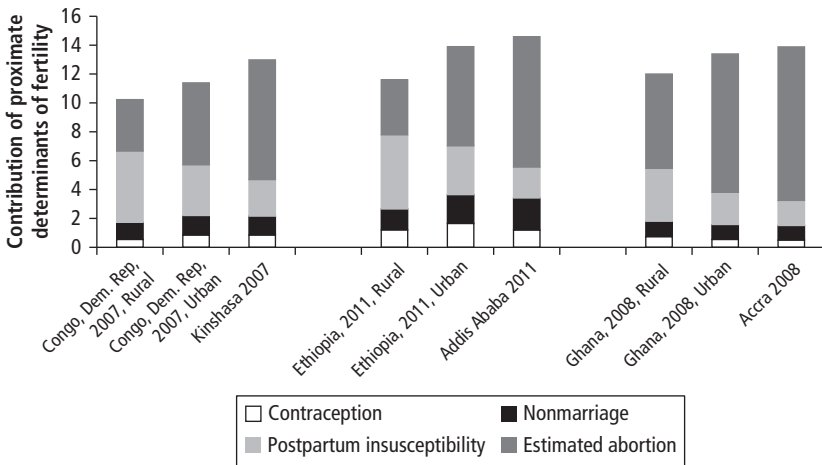 Contribution of proximate
determinants of fertility
16
14
12
10
8
6
4
2
0
Congo, Dem. Rep,
2007, Rural
Congo, Dem. Rep,
2007, Urban
Kinshasa 2007
Ethiopia, 2011, Rural
Ethiopia, 2011, Urban
Addis Ababa 2011
Ghana, 2008, Rural
Ghana, 2008, Urban
Accra 2008
Contraception
Nonmarriage
Postpartum insusceptibility
Estimated abortion